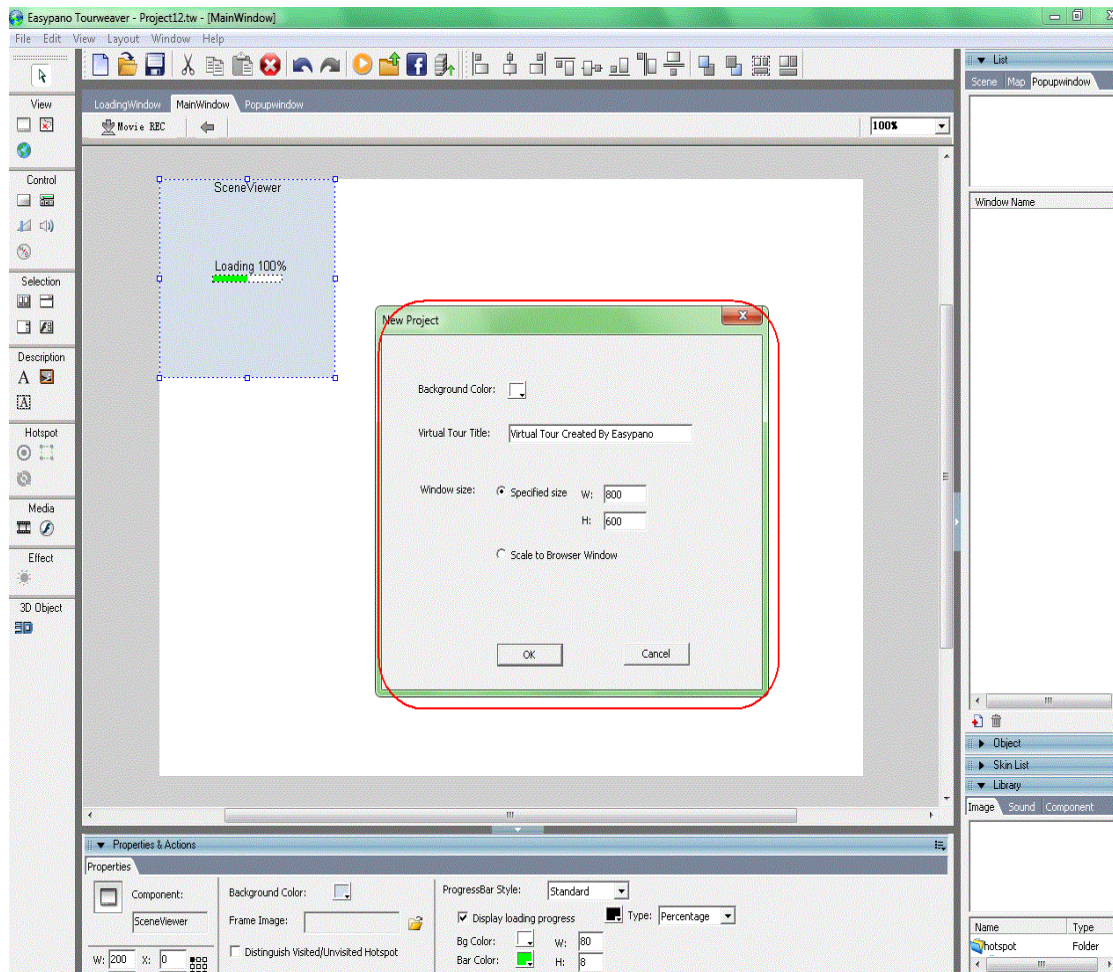 Easypano Tourweaver - Project12.tw - [MainWindow]
File Edit View Layout Window Help
View
Control
Selection
Description
Hotspot
Media
Effect
3D Object
3D
LoadingWindow MainWindow Popupwindow
Movie REC
100%
SceneViewer
Loading 100%
New Project
Background Color:
Virtual Tour Title: Virtual Tour Created By Easypano
Window size: Specified size W: 800
H: 600
Scale to Browser Window
OK Cancel
List
Scene Map Popupwindow
Window Name
Object
Skin List
Library
Image Sound Component
Name Type
hotspot Folder
Properties & Actions
Properties
Component:
SceneViewer
W: 200 X: 0
Background Color:
Frame Image:
Distinguish Visited/Unvisited Hotspot
ProgressBar Style: Standard
Display loading progress Type: Percentage
Bg Color: W: 80
Bar Color: H: 8